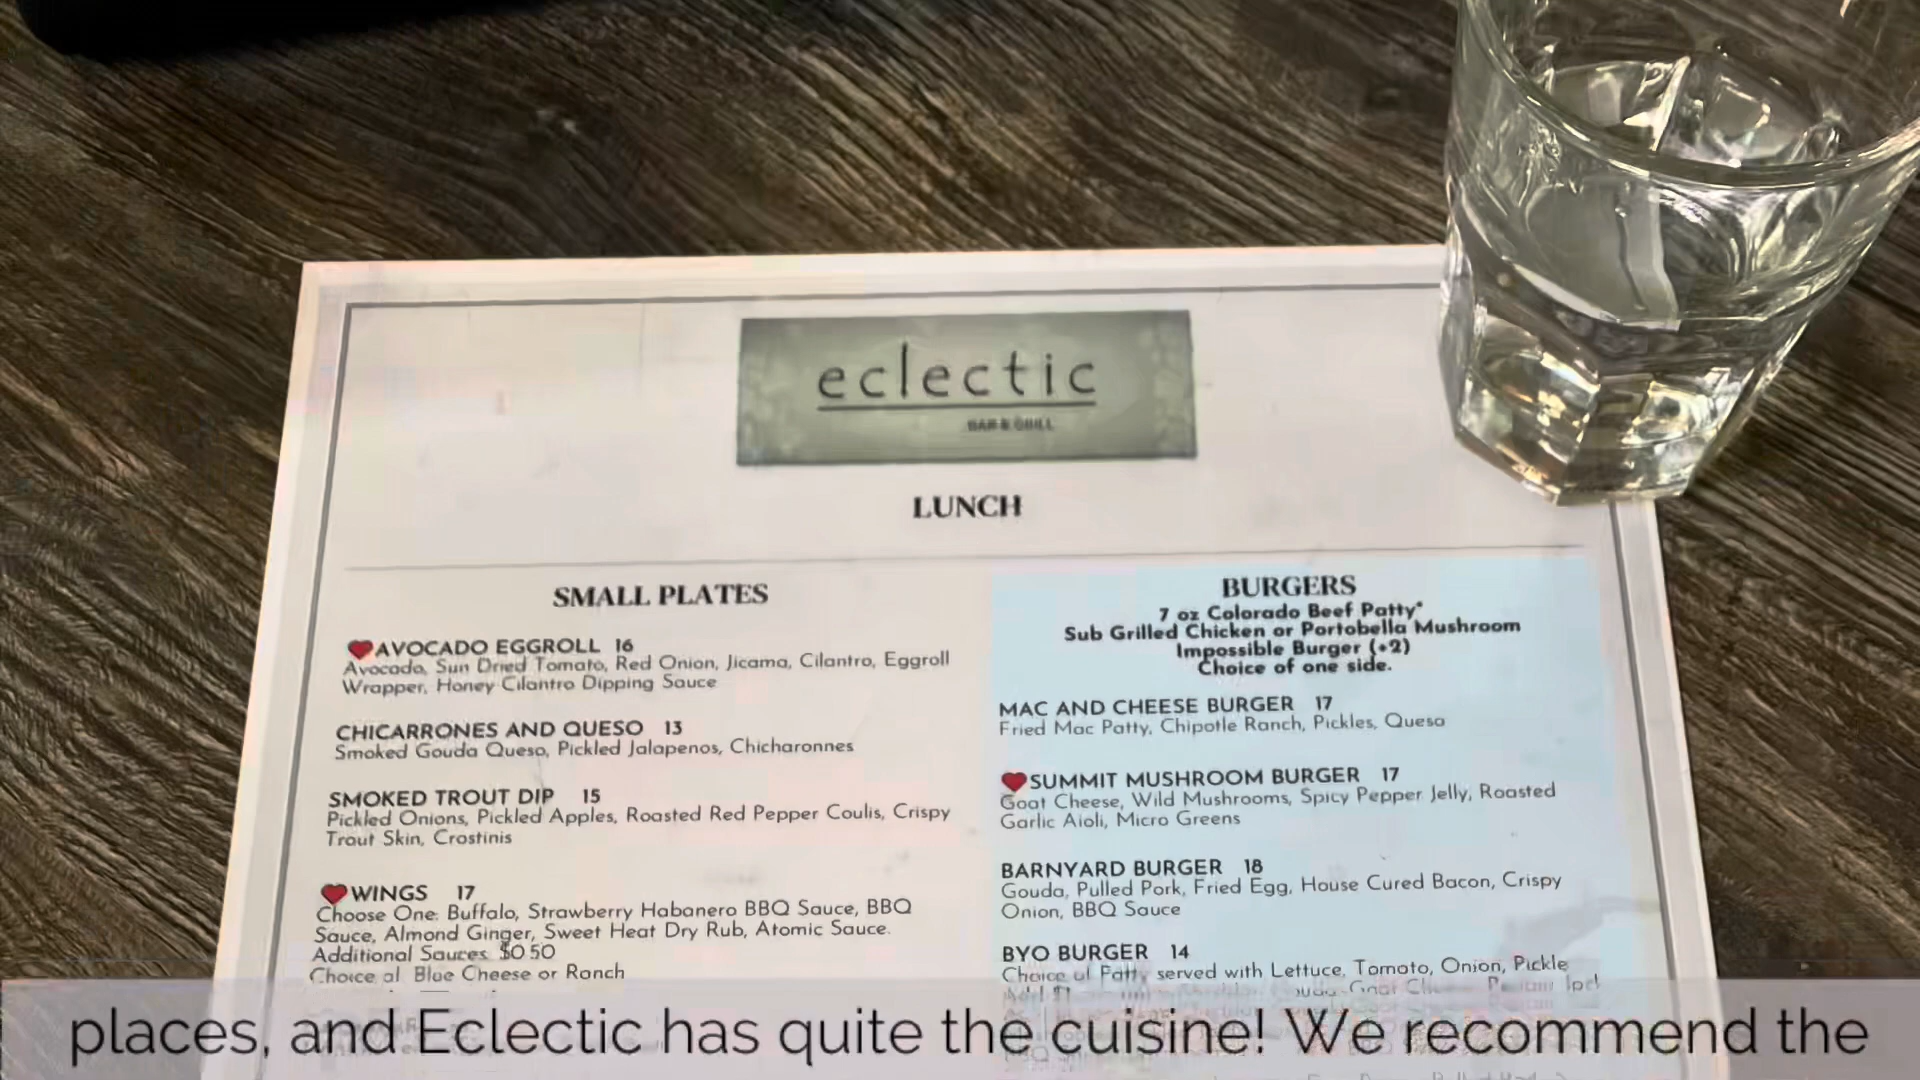 eclectic
BAR & GRILL
LUNCH
SMALL PLATES
AVOCADO EGGROLL 16
Avocado, Sun Dried Tomato, Red Onion, Jicama, Cilantro, Eggroll
Wrapper, Honey Cilantro Dipping Sauce
CHICARRONES AND QUESO 13
Smoked Gouda Queso, Pickled Jalapenos, Chicharonnes
SMOKED TROUT DIP 15
Pickled Onions, Pickled Apples, Roasted Red Pepper Coulis, Crispy
Trout Skin, Crostinis
WINGS 17
Choose One: Buffalo, Strawberry Habanero BBQ Sauce, BBQ
Sauce, Almond Ginger, Sweet Heat Dry Rub, Atomic Sauce.
Additional Sauces $0.50
Choice of Blue Cheese or Ranch
BURGERS
7 oz Colorado Beef Patty*
Sub Grilled Chicken or Portobella Mushroom
Impossible Burger (+2)
Choice of one side.
MAC AND CHEESE BURGER 17
Fried Mac Patty, Chipotle Ranch, Pickles, Queso
SUMMIT MUSHROOM BURGER 17
Goat Cheese, Wild Mushrooms, Spicy Pepper Jelly, Roasted
Garlic Aioli, Micro Greens
BARNYARD BURGER 18
Gouda, Pulled Pork, Fried Egg, House Cured Bacon, Crispy
Onion, BBQ Sauce
BYO BURGER 14
Choice of Patty served with Lettuce, Tomato, Onion, Pickle
places, and Eclectic has quite the cuisine! We recommend the